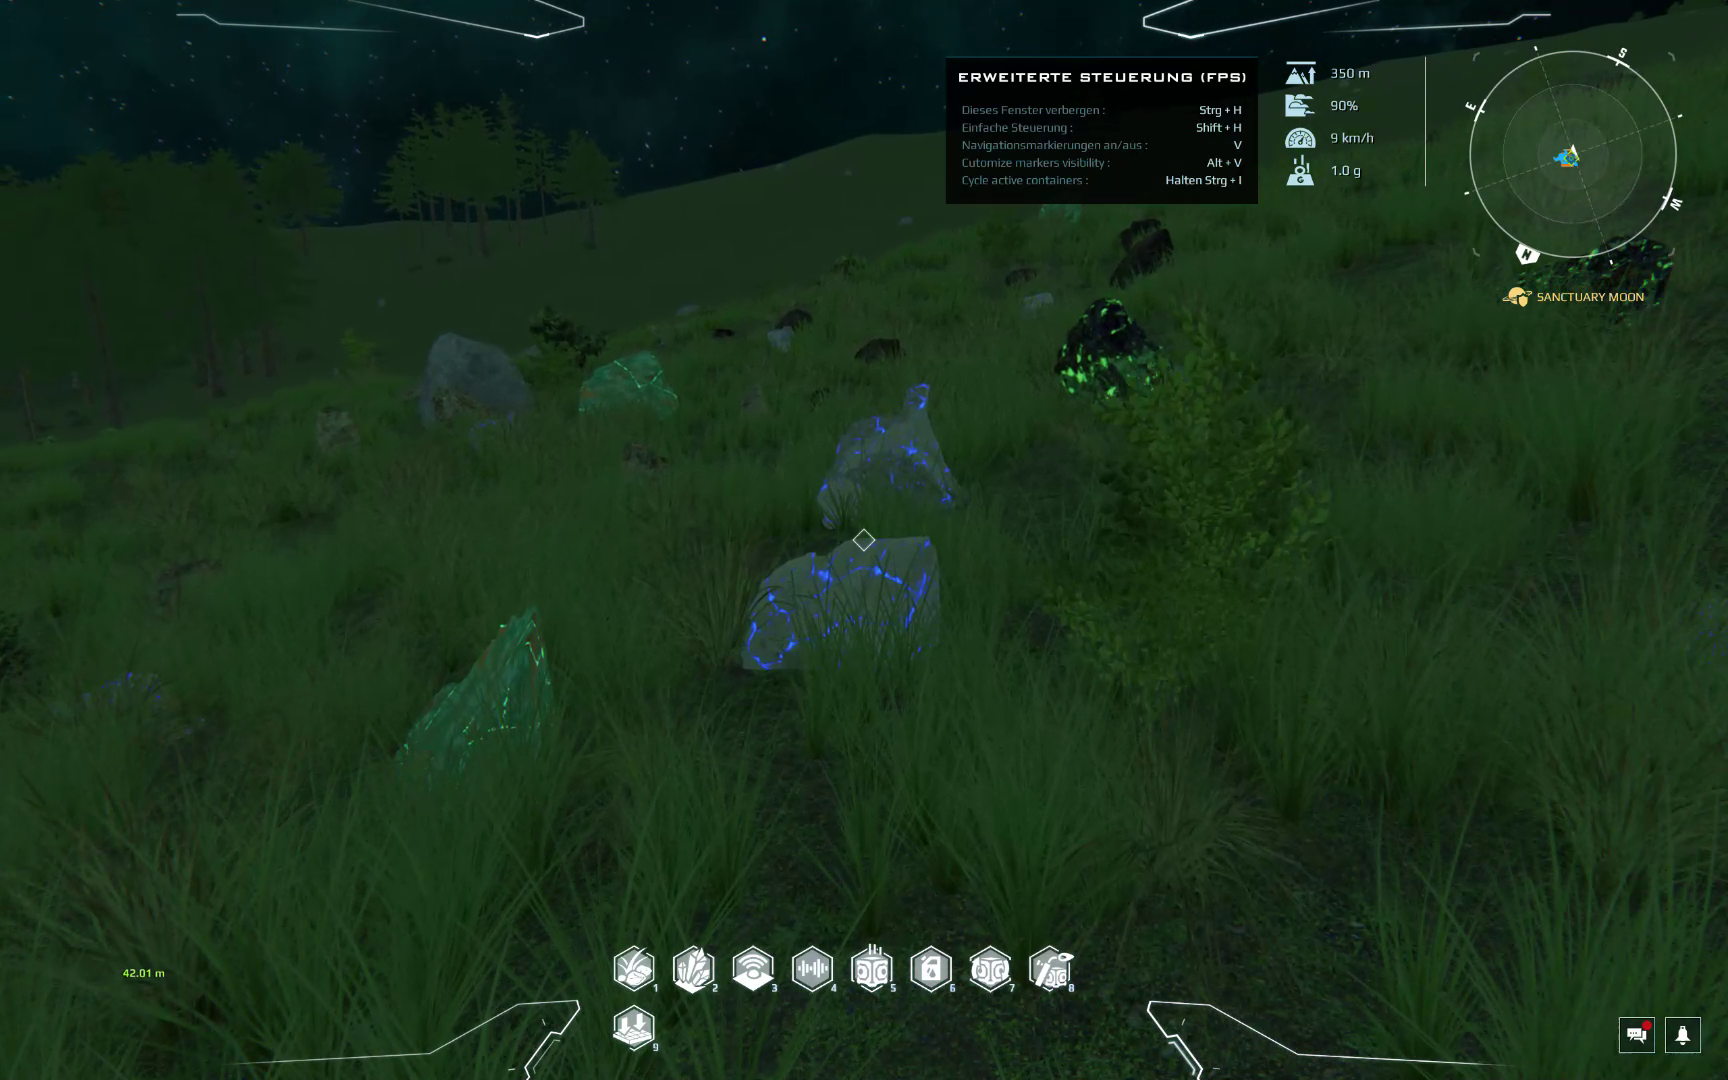 ERWEITERTE STEUERUNG (FPS)
Dieses Fenster verbergen : Strg + H
Einfache Steuerung : Shift + H
Navigationsmarkierungen an/aus : V
Cutomize markers visibility : Alt + V
Cycle active containers : Halten Strg + I
350 m
90%
9 km/h
1.0 g
G
S
E
W
N
SANCTUARY MOON
42.01 m
1 2 3 4 5 6 7 8
9